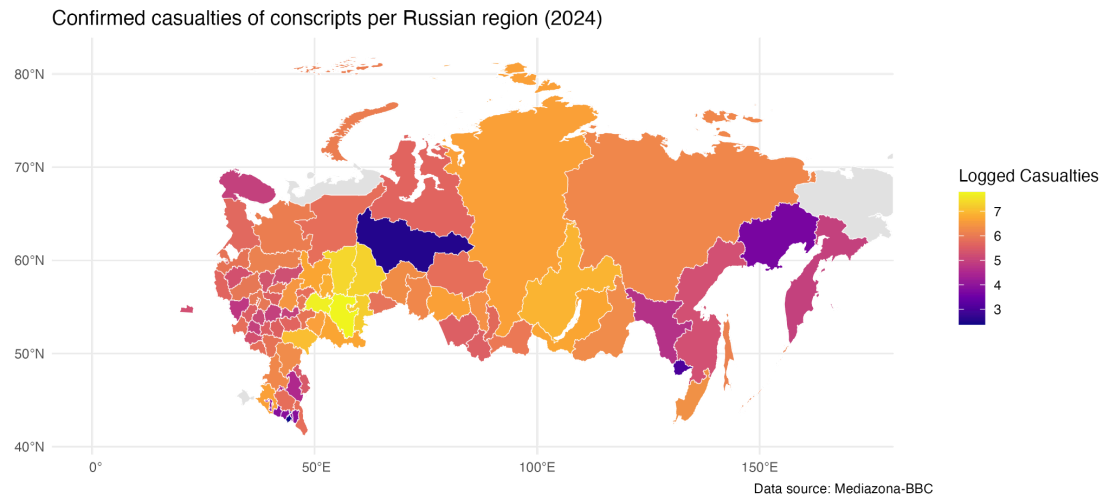 Confirmed casualties of conscripts per Russian region (2024)
80°N
70°N
60°N
50°N
40°N
0°
50°E
100°E
150°E
Logged Casualties
7
6
5
4
3
Data source: Mediazona-BBC